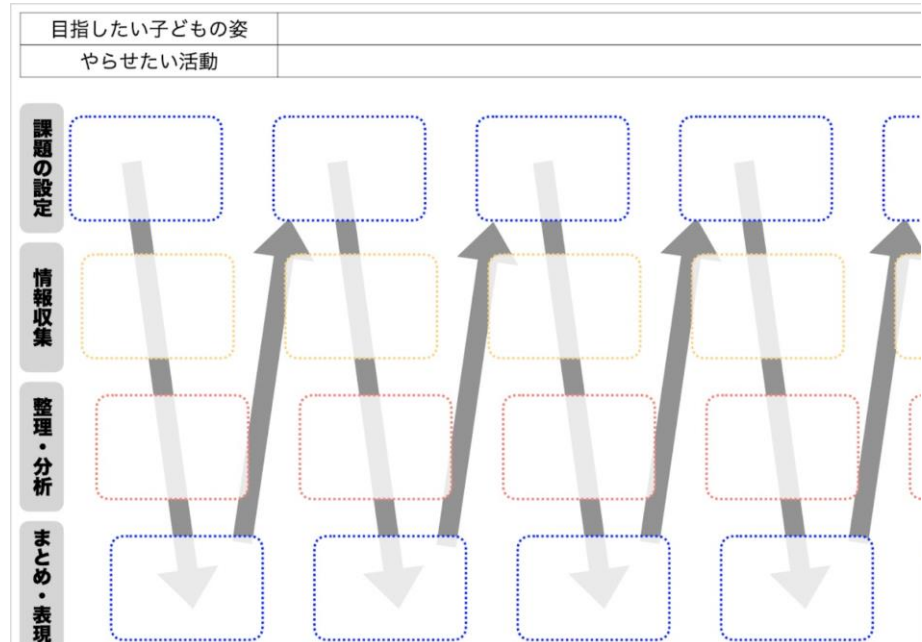 目指したい子どもの姿
やらせたい活動
課題の設定
情報収集
整理・分析
まとめ・表現